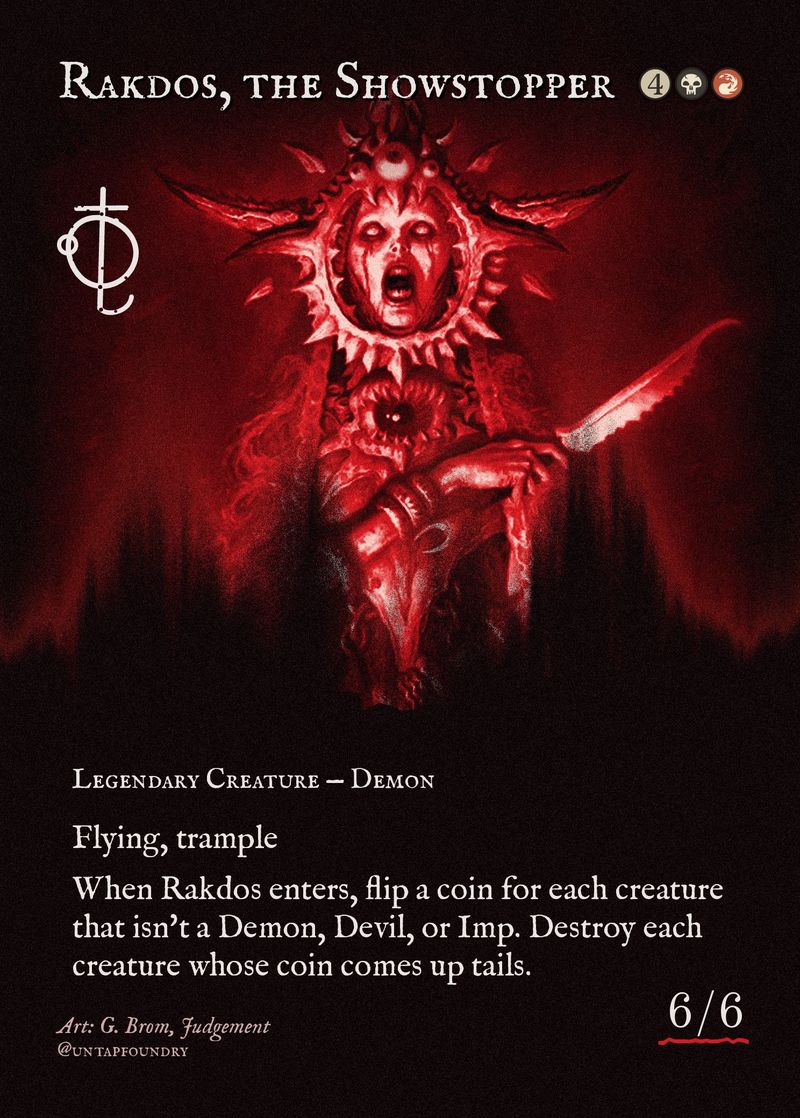 Rakdos, the Showstopper 4
Legendary Creature — Demon
Flying, trample
When Rakdos enters, flip a coin for each creature
that isn't a Demon, Devil, or Imp. Destroy each
creature whose coin comes up tails.
6/6
Art: G. Brom, Judgement
@untapfoundry